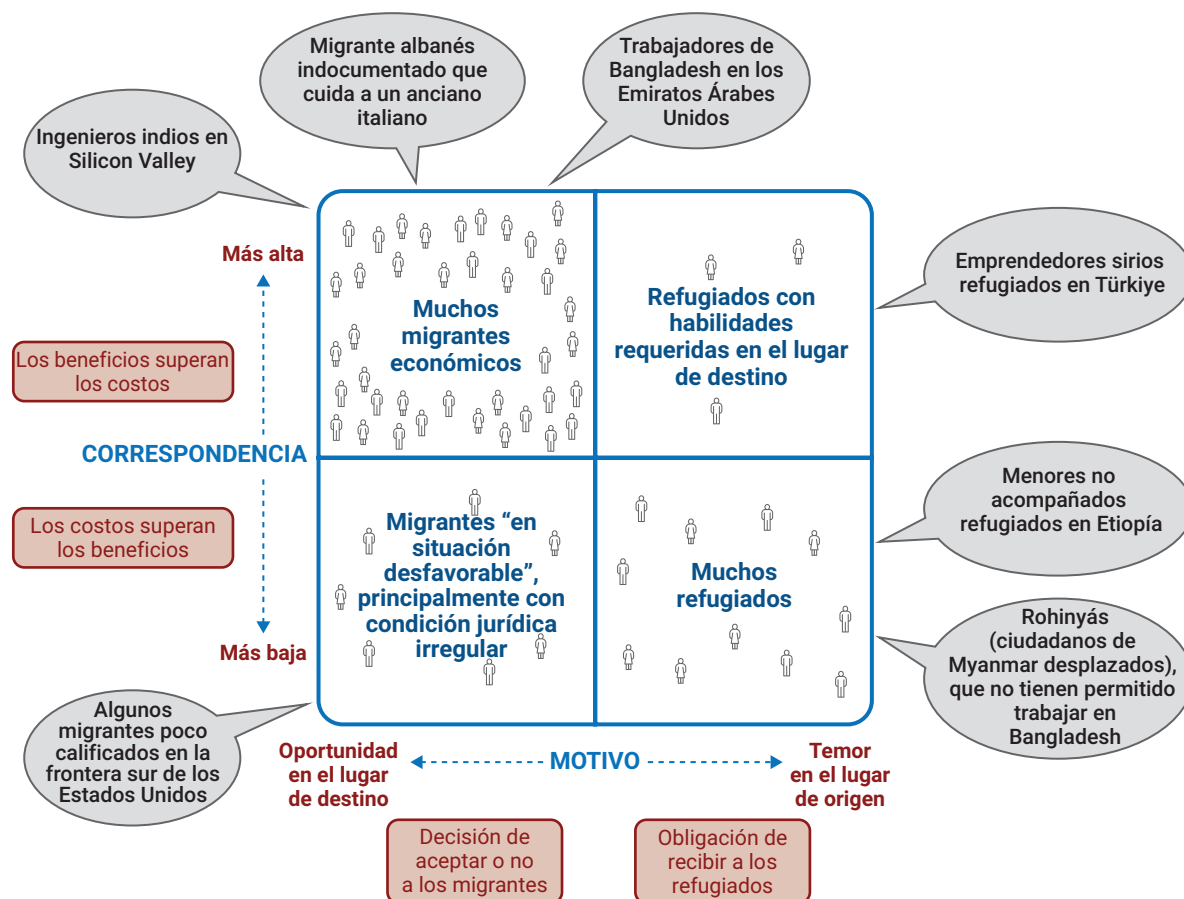 Migrante albanés
indocumentado que
cuida a un anciano
italiano
Trabajadores de
Bangladesh en los
Emiratos Árabes
Unidos
Ingenieros indios en
Silicon Valley
Más alta
Muchos
migrantes
económicos
Refugiados con
habilidades
requeridas en el lugar
de destino
Emprendedores sirios
refugiados en Türkiye
Los beneficios superan
los costos
CORRESPONDENCIA
Los costos superan
los beneficios
Más baja
Migrantes “en
situación
desfavorable”,
principalmente con
condición jurídica
irregular
Muchos
refugiados
Menores no
acompañados
refugiados en Etiopía
Rohinyás
(ciudadanos de
Myanmar desplazados),
que no tienen permitido
trabajar en
Bangladesh
Algunos
migrantes poco
calificados en la
frontera sur de los
Estados Unidos
Oportunidad
en el lugar
de destino
MOTIVO
Temor
en el lugar
de origen
Decisión de
aceptar o no
a los migrantes
Obligación de
recibir a los
refugiados